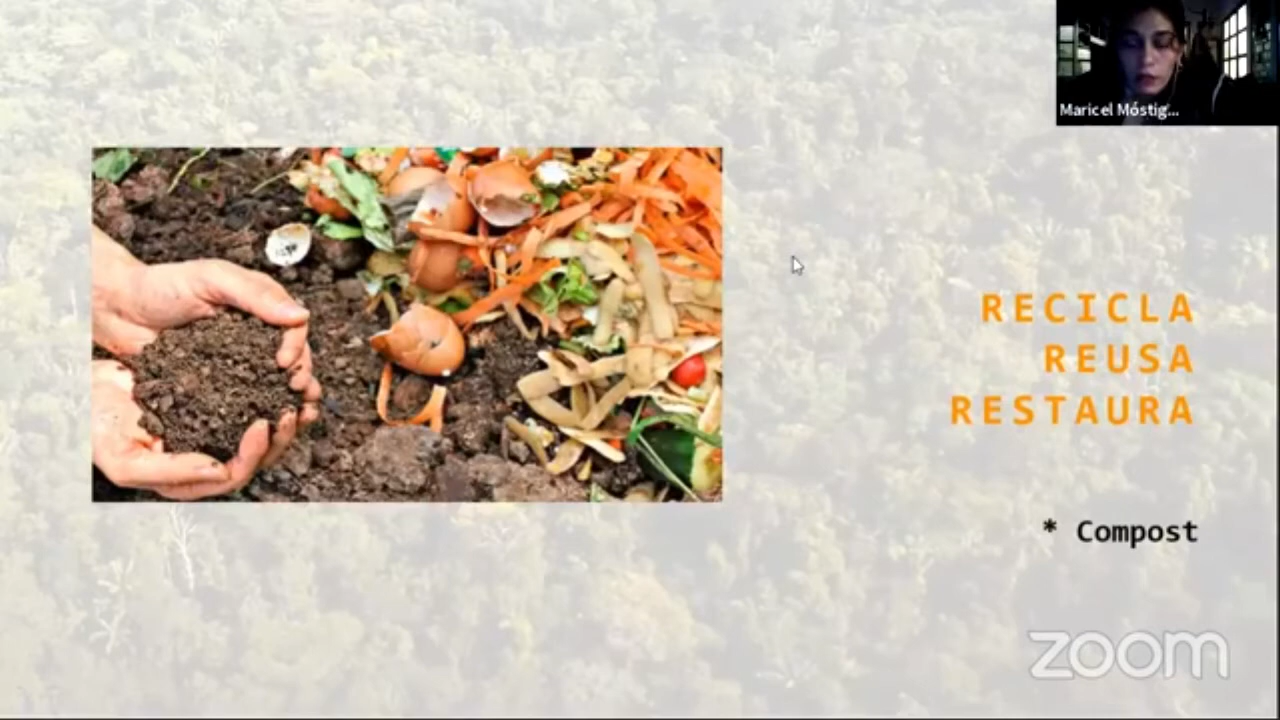 Maricel Móstig...
RECICLA
REUSA
RESTAURA
* Compost
zoom